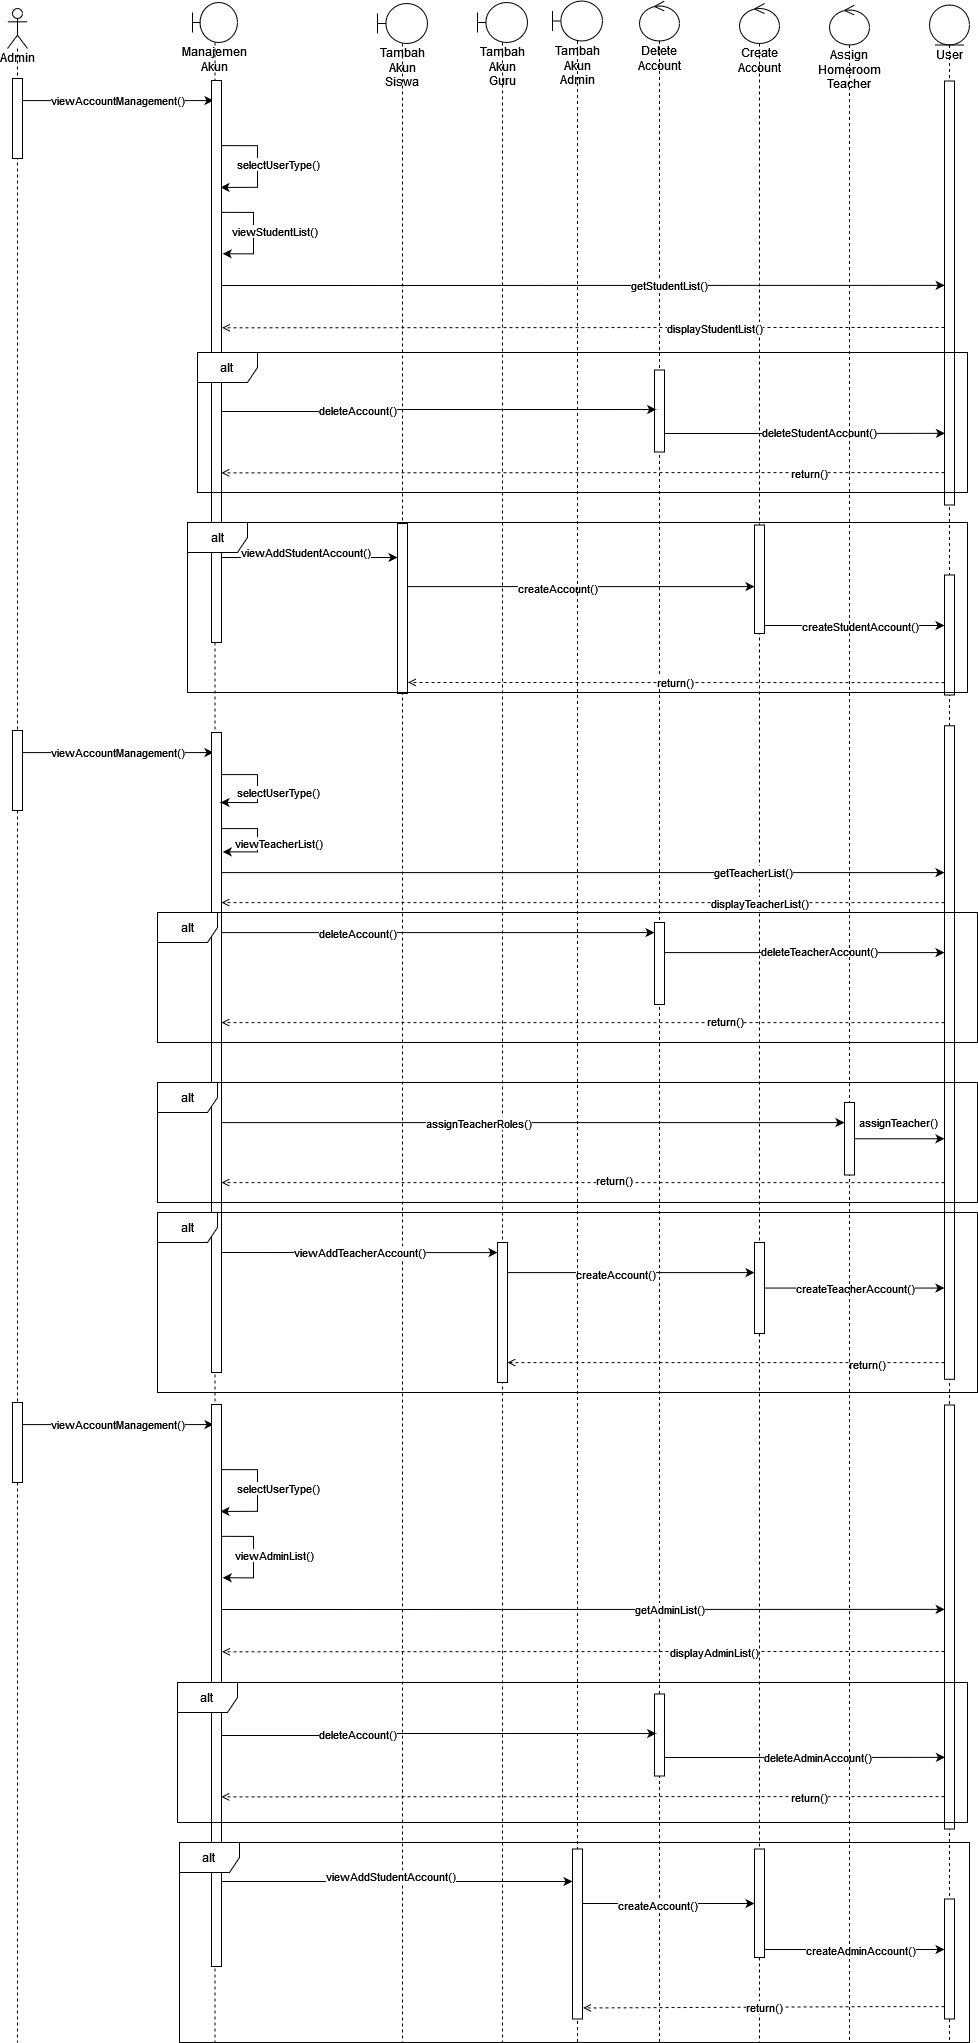 Admin
Manajemen
Akun
Tambah
Akun
Siswa
Tambah
Akun
Guru
Tambah
Akun
Admin
Delete
Account
Create
Account
Assign
Homeroom
Teacher
User
viewAccountManagement()
selectUserType()
viewStudentList()
getStudentList()
displayStudentList()
alt
deleteAccount()
deleteStudentAccount()
return()
alt
viewAddStudentAccount()
createAccount()
createStudentAccount()
return()
viewAccountManagement()
selectUserType()
viewTeacherList()
getTeacherList()
displayTeacherList()
alt
deleteAccount()
deleteTeacherAccount()
return()
alt
assignTeacherRoles()
assignTeacher()
return()
alt
viewAddTeacherAccount()
createAccount()
createTeacherAccount()
return()
viewAccountManagement()
selectUserType()
viewAdminList()
getAdminList()
displayAdminList()
alt
deleteAccount()
deleteAdminAccount()
return()
alt
viewAddStudentAccount()
createAccount()
createAdminAccount()
return()